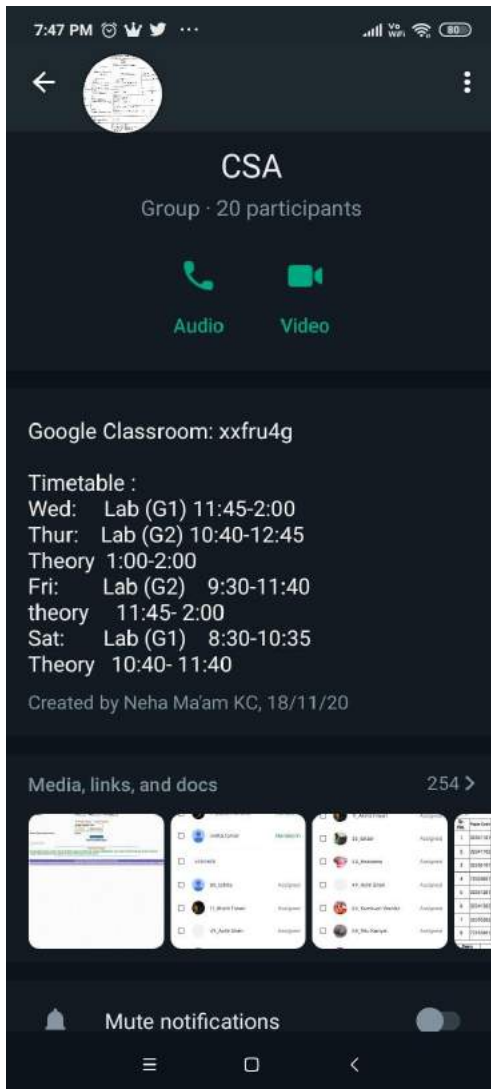 7:47 PM
Vo WiFi 80
CSA
Group · 20 participants
Audio Video
Google Classroom: xxfru4g
Timetable :
Wed: Lab (G1) 11:45-2:00
Thur: Lab (G2) 10:40-12:45
Theory 1:00-2:00
Fri: Lab (G2) 9:30-11:40
theory 11:45- 2:00
Sat: Lab (G1) 8:30-10:35
Theory 10:40- 11:40
Created by Neha Ma'am KC, 18/11/20
Media, links, and docs 254
Mute notifications